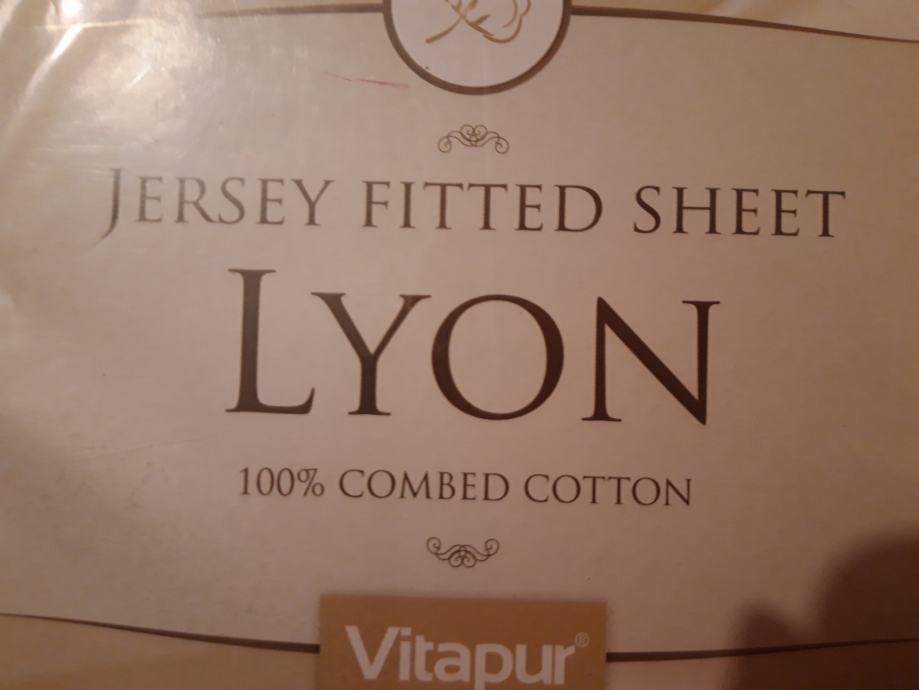 JERSEY FITTED SHEET
LYON
100% COMBED COTTON
Vitapur®